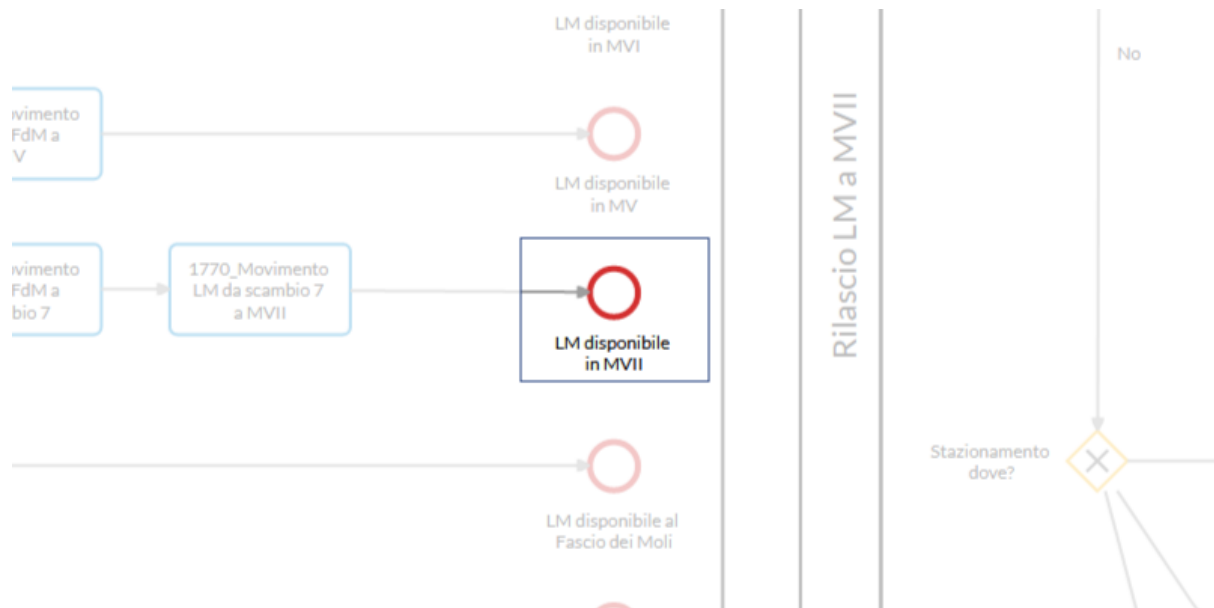 LM disponibile
in MVI
No
vimento
FdM a
V
LM disponibile
in MV
Rilascio LM a MVII
vimento
FdM a
bio 7
1770_Movimento
LM da scambio 7
a MVII
LM disponibile
in MVII
Stazionamento
dove?
LM disponibile al
Fascio dei Moli